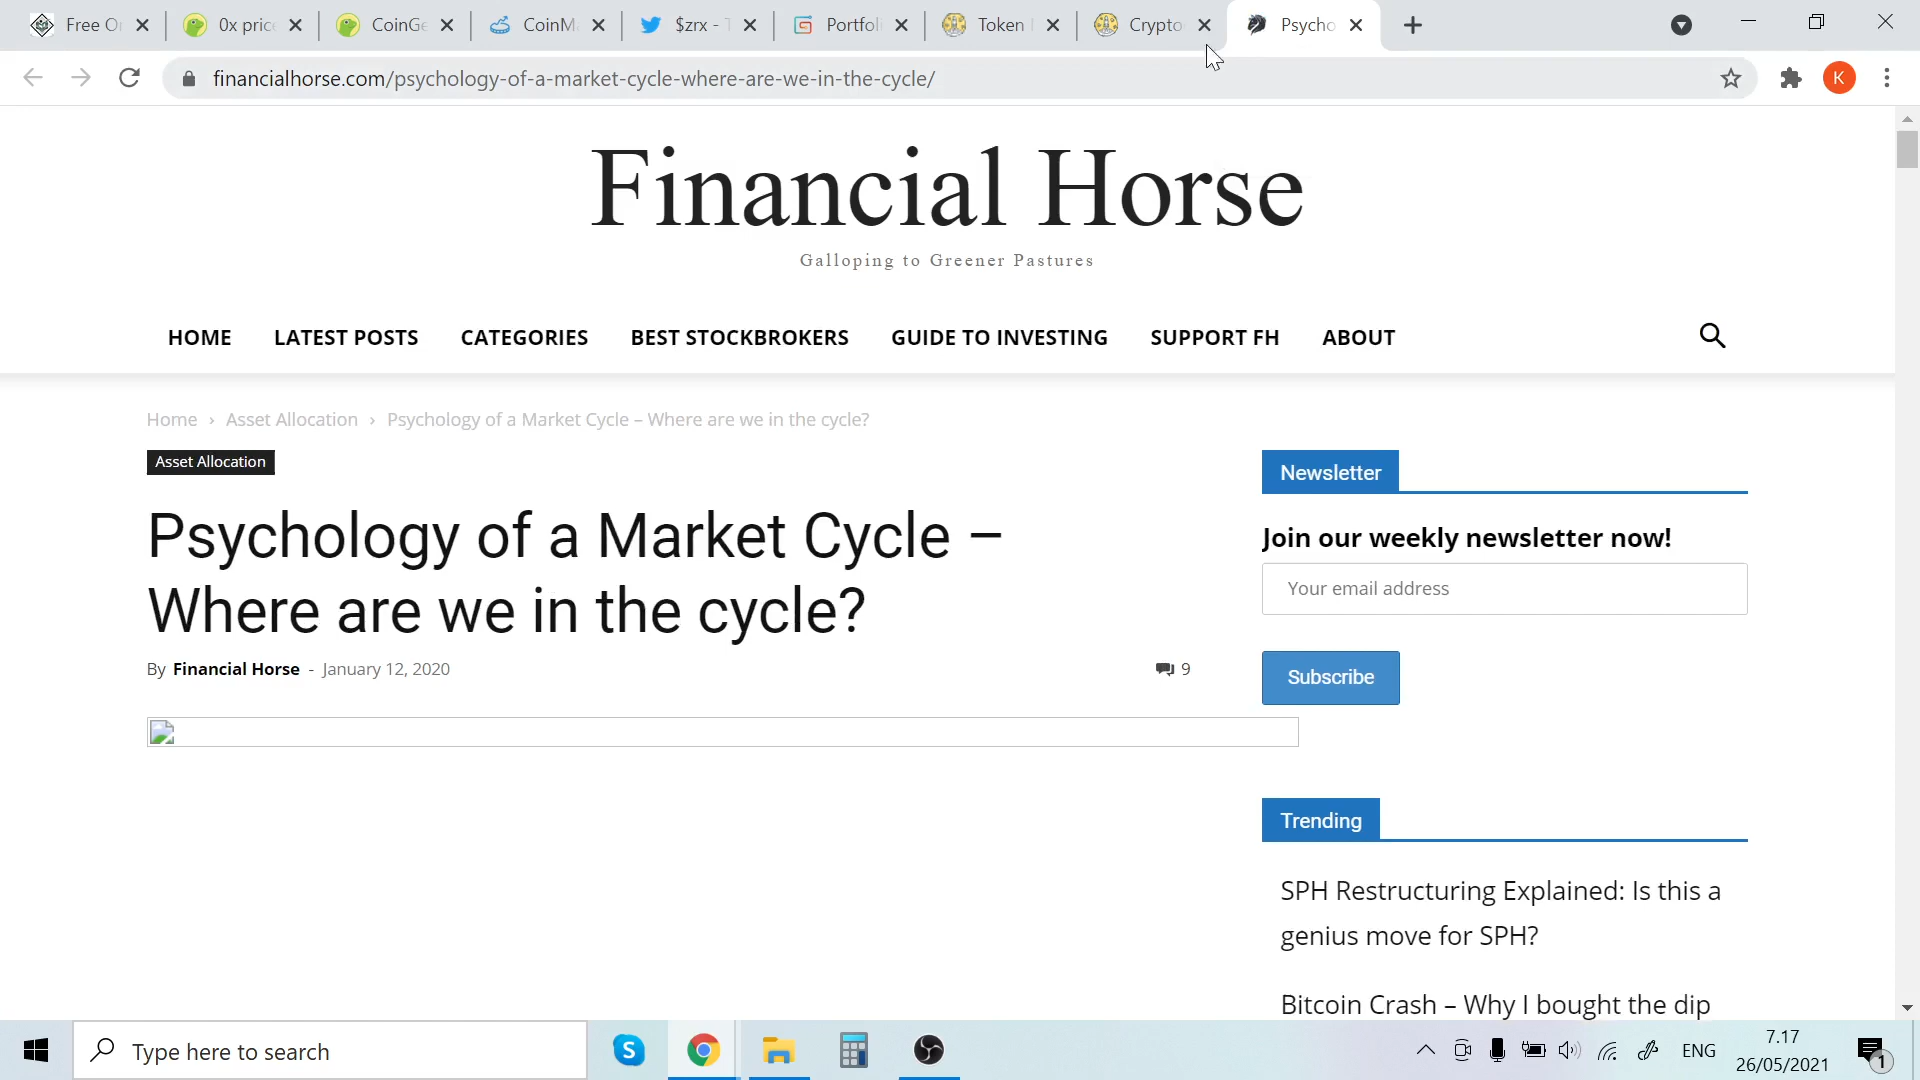 Free O
0x pric
CoinGe
CoinM
$zrx - T
Portfoli
Token
Crypto
Psycho
financialhorse.com/psychology-of-a-market-cycle-where-are-we-in-the-cycle/
K
Financial Horse
Galloping to Greener Pastures
HOME LATEST POSTS CATEGORIES BEST STOCKBROKERS GUIDE TO INVESTING SUPPORT FH ABOUT
Home › Asset Allocation › Psychology of a Market Cycle – Where are we in the cycle?
Asset Allocation
Psychology of a Market Cycle –
Where are we in the cycle?
By Financial Horse - January 12, 2020
9
Newsletter
Join our weekly newsletter now!
Your email address
Subscribe
Trending
SPH Restructuring Explained: Is this a
genius move for SPH?
Bitcoin Crash – Why I bought the dip
Type here to search
S
ENG
7.17
26/05/2021
1